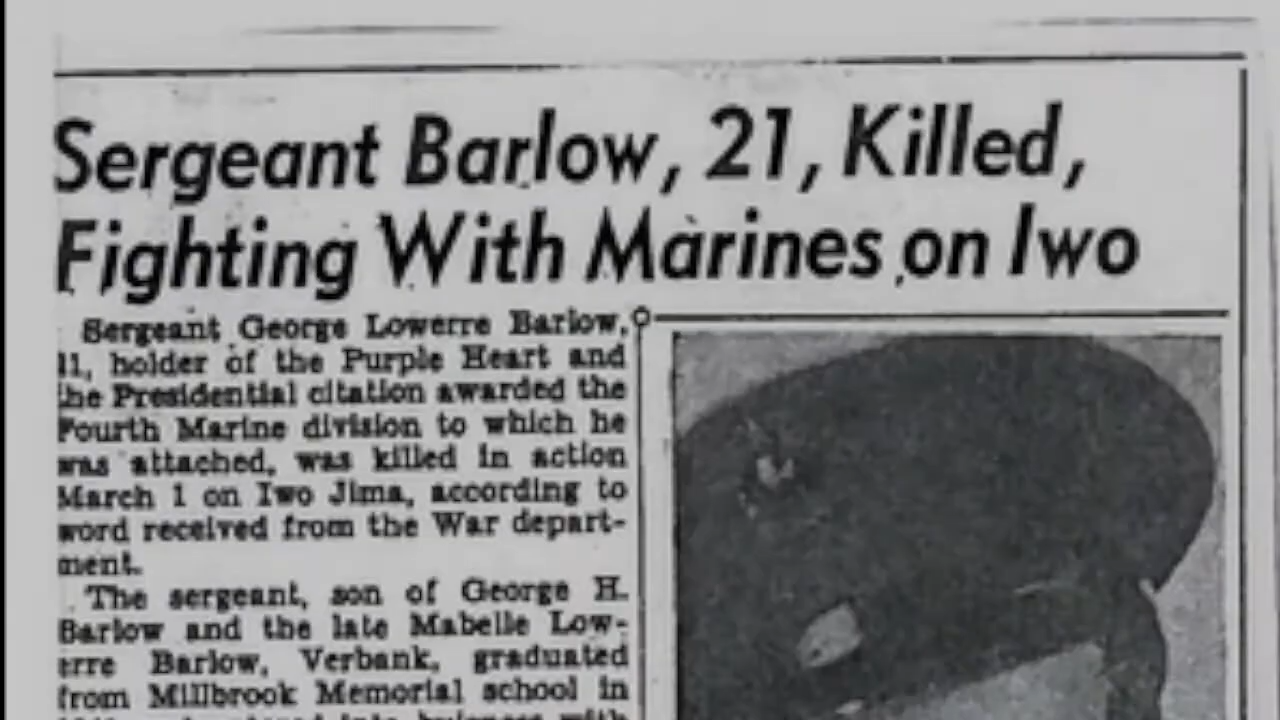 Sergeant Barlow, 21, Killed,
Fighting With Marines on Iwo
Sergeant George Lowerre Barlow,
holder of the Purple Heart and
the Presidential citation awarded the
Fourth Marine division to which he
was attached, was killed in action
March 1 on Iwo Jima, according to
word received from the War depart-
ment.
The sergeant, son of George H.
Barlow and the late Mabelle Low-
erre Barlow, Verbank, graduated
from Millbrook Memorial school in